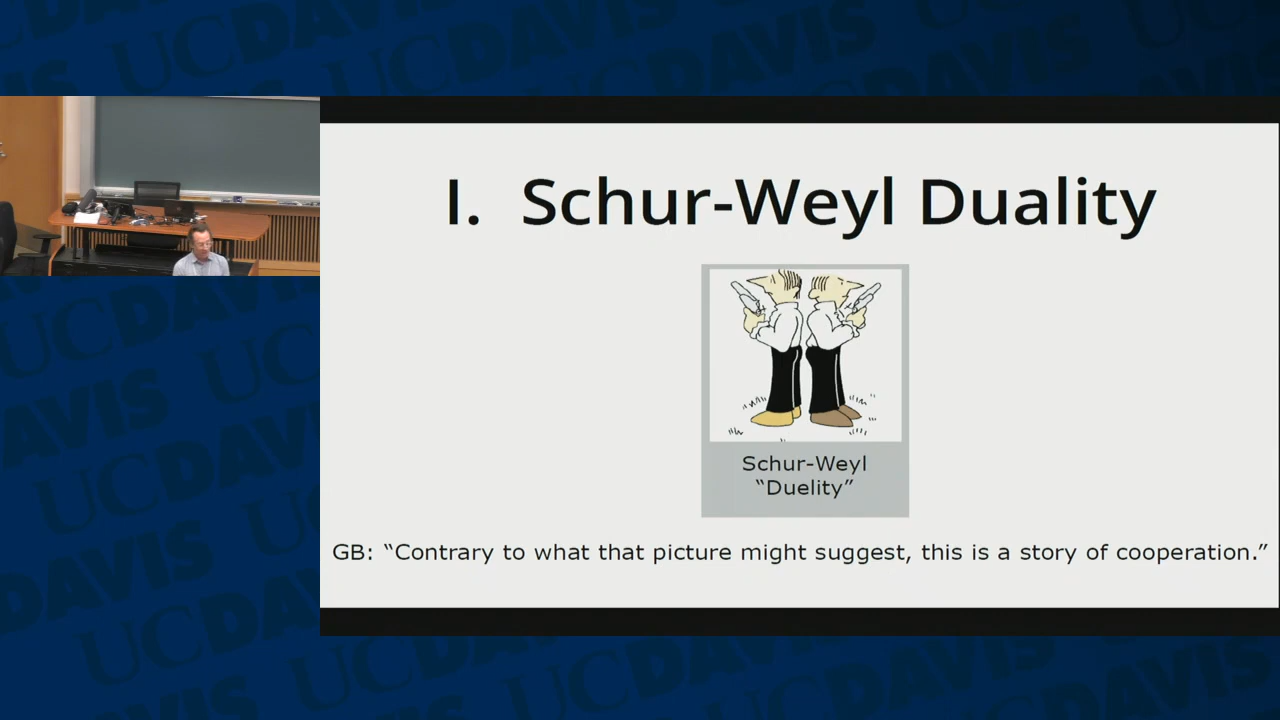 I. Schur-Weyl Duality
Schur-Weyl
“Duelity”
GB: “Contrary to what that picture might suggest, this is a story of cooperation.”
UCDAVIS